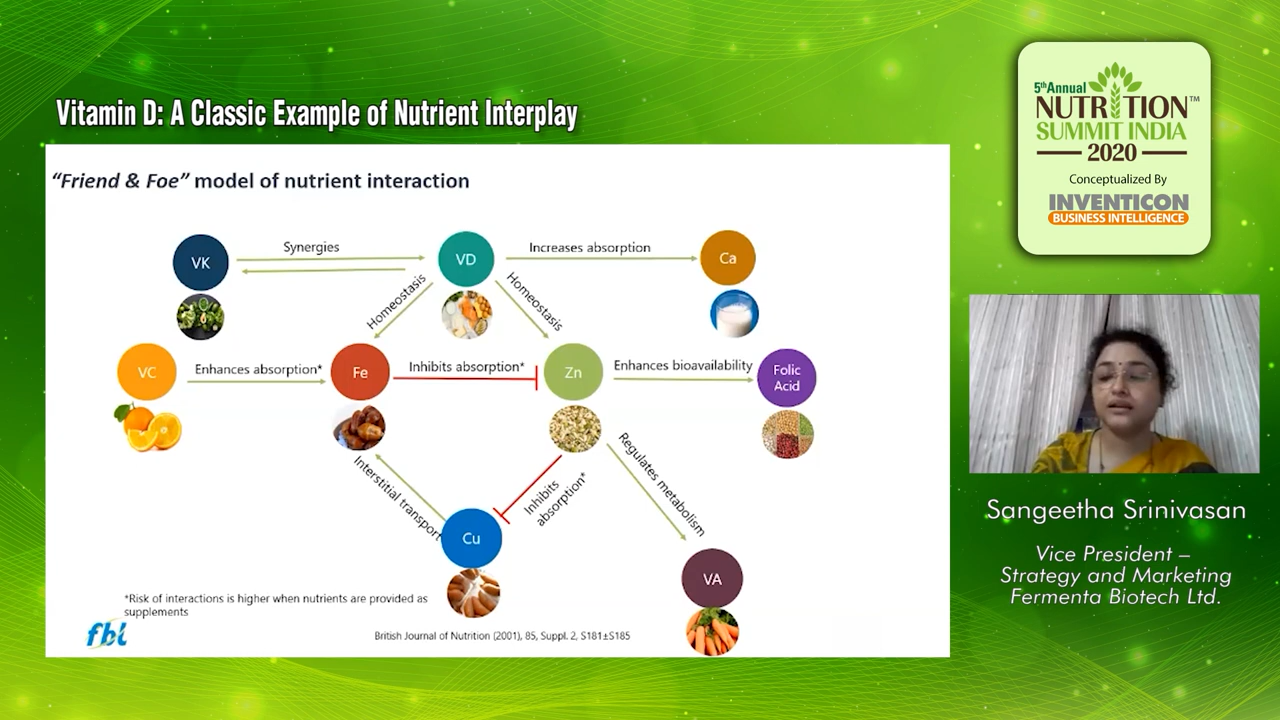 Vitamin D: A Classic Example of Nutrient Interplay
"Friend & Foe" model of nutrient interaction
VK
Synergies
VD
Increases absorption
Ca
Homeostasis
Homeostasis
VC
Enhances absorption*
Fe
Inhibits absorption*
Zn
Enhances bioavailability
Folic
Acid
Interstitial transport
Inhibits
absorption*
Regulates metabolism
Cu
VA
*Risk of interactions is higher when nutrients are provided as
supplements
fbl
British Journal of Nutrition (2001), 85, Suppl. 2, S181±S185
5th Annual
NUTRITION™
SUMMIT INDIA
2020
Conceptualized By
INVENTICON
BUSINESS INTELLIGENCE
Sangeetha Srinivasan
Vice President –
Strategy and Marketing
Fermenta Biotech Ltd.